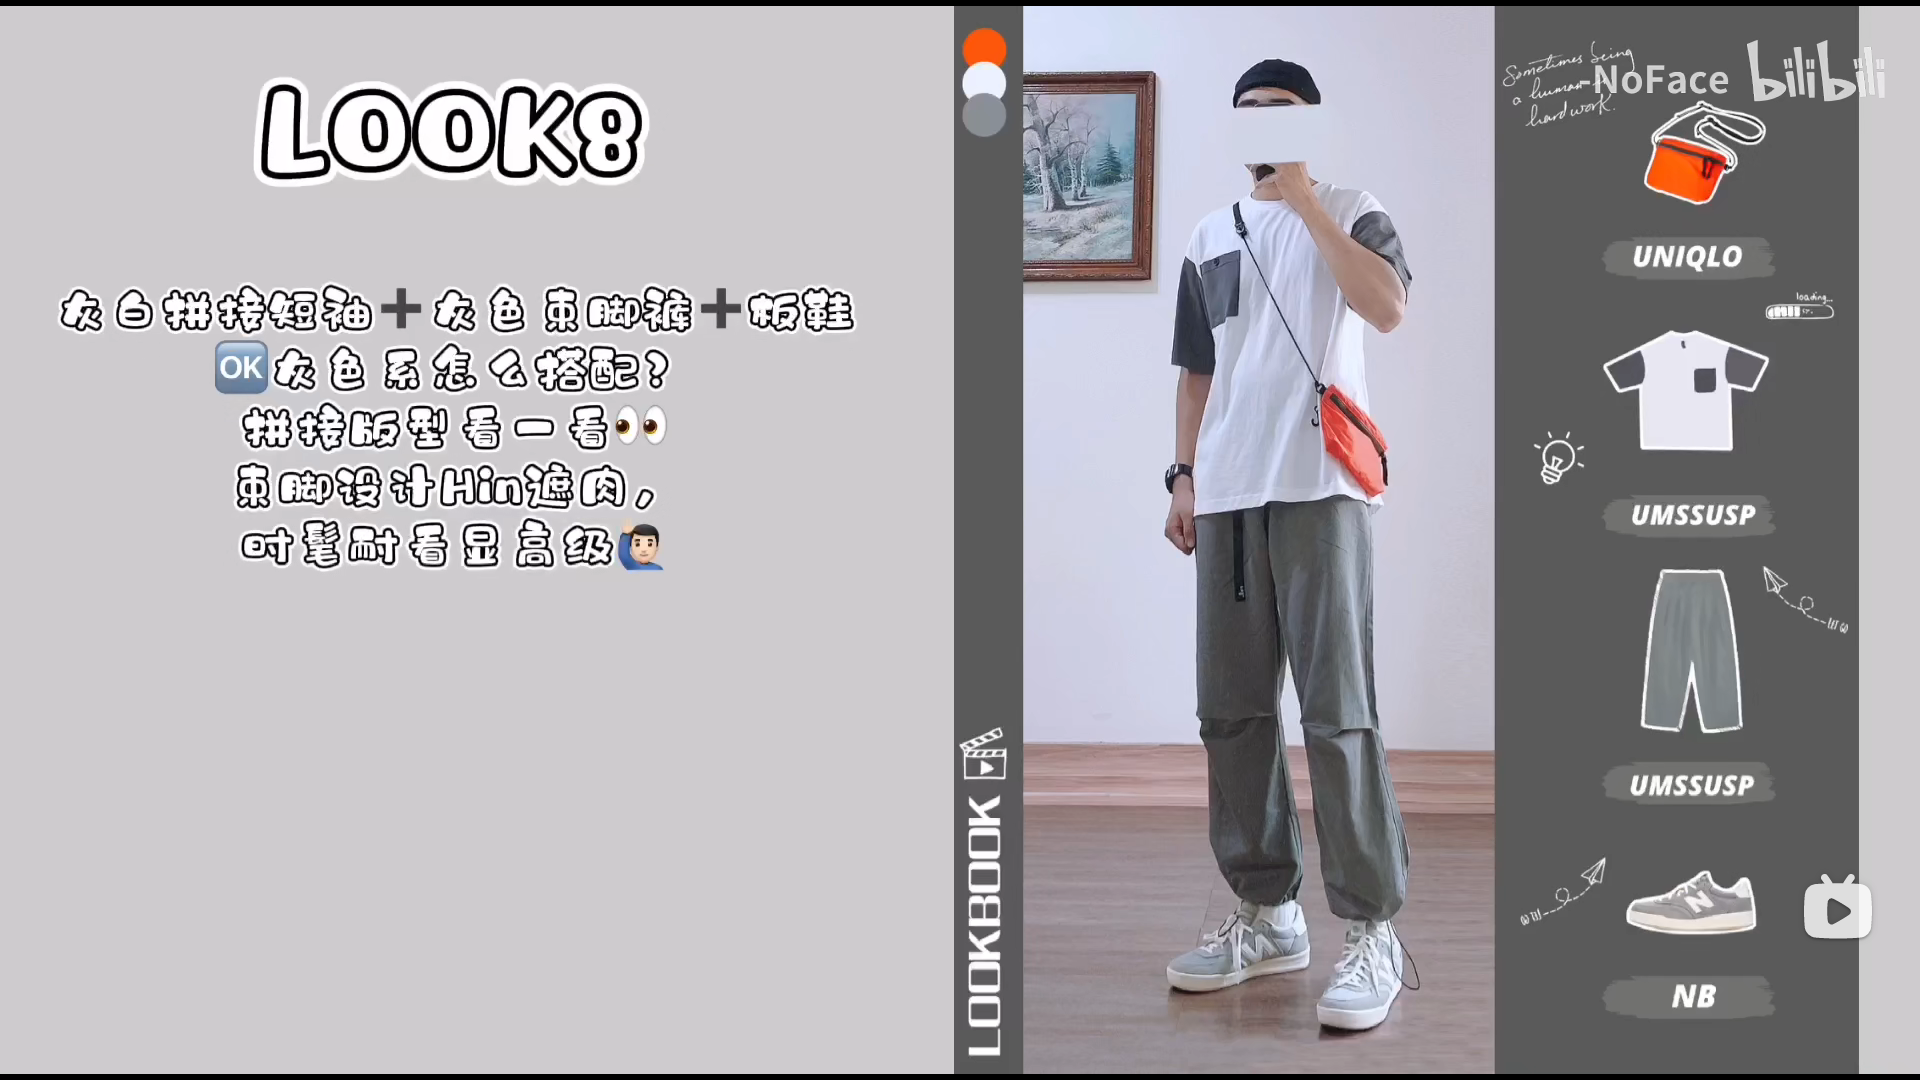 LOOK8
灰白拼接短袖➕灰色束脚裤➕板鞋
🆗灰色系怎么搭配?
拼接版型看一看👀
束脚设计Hin遮肉,
时髦耐看显高级🙋🏻‍♂️
LOOKBOOK
Sometimes being
a human is
hard work.
-NoFace bilibili
UNIQLO
loading...
UMSSUSP
LET GO
UMSSUSP
NB